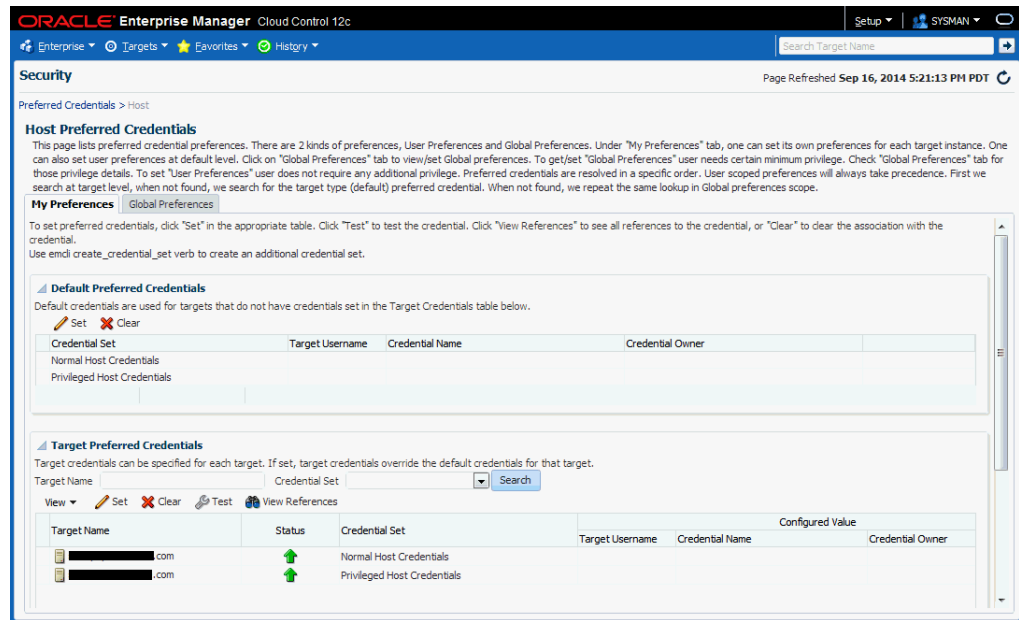 ORACLE Enterprise Manager Cloud Control 12c
Setup SYSMAN
Enterprise Targets Favorites History Search Target Name
Security
Page Refreshed Sep 16, 2014 5:21:13 PM PDT
Preferred Credentials > Host
Host Preferred Credentials
This page lists preferred credential preferences. There are 2 kinds of preferences, User Preferences and Global Preferences. Under "My Preferences" tab, one can set its own preferences for each target instance. One
can also set user preferences at default level. Click on "Global Preferences" tab to view/set Global preferences. To get/set "Global Preferences" user needs certain minimum privilege. Check "Global Preferences" tab for
those privilege details. To set "User Preferences" user does not require any additional privilege. Preferred credentials are resolved in a specific order. User scoped preferences will always take precedence. First we
search at target level, when not found, we search for the target type (default) preferred credential. When not found, we repeat the same lookup in Global preferences scope.
My Preferences Global Preferences
To set preferred credentials, click "Set" in the appropriate table. Click "Test" to test the credential. Click "View References" to see all references to the credential, or "Clear" to clear the association with the
credential.
Use emcli create_credential_set verb to create an additional credential set.
Default Preferred Credentials
Default credentials are used for targets that do not have credentials set in the Target Credentials table below.
Set Clear
Credential Set Target Username Credential Name Credential Owner
Normal Host Credentials
Privileged Host Credentials
Target Preferred Credentials
Target credentials can be specified for each target. If set, target credentials override the default credentials for that target.
Target Name Credential Set Search
View Set Clear Test View References
Target Name Status Credential Set Configured Value
Target Username Credential Name Credential Owner
.com Normal Host Credentials
.com Privileged Host Credentials